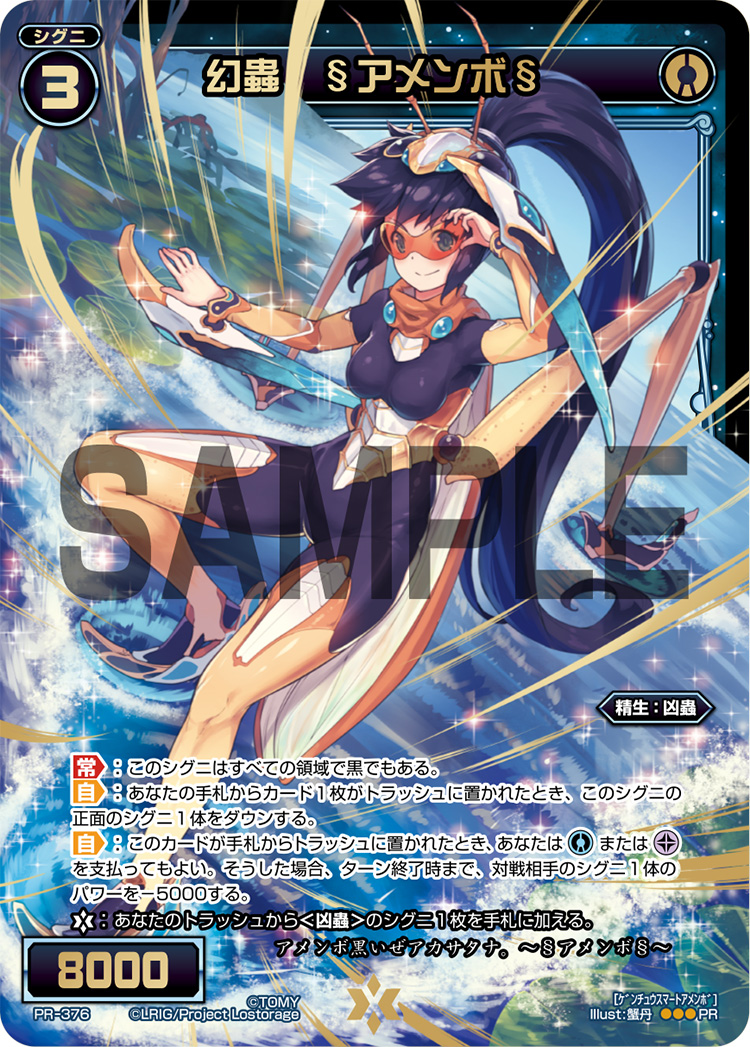 シグニ
3
幻蟲　§アメンボ§
SAMPLE
精生：凶蟲
常：このシグニはすべての領域で黒でもある。
自：あなたの手札からカード１枚がトラッシュに置かれたとき、このシグニの
正面のシグニ１体をダウンする。
自：このカードが手札からトラッシュに置かれたとき、あなたは または
を支払ってもよい。そうした場合、ターン終了時まで、対戦相手のシグニ１体の
パワーを－5000する。
：あなたのトラッシュから＜凶蟲＞のシグニ１枚を手札に加える。
アメンボ黒いぜアカサタナ。～§アメンボ§～
8000
PR-376
©TOMY
©LRIG/Project Lostorage
[ｹﾞﾝﾁｭｳｽﾏｰﾄｱﾒﾝﾎﾞ]
Illust:蟹丹 PR